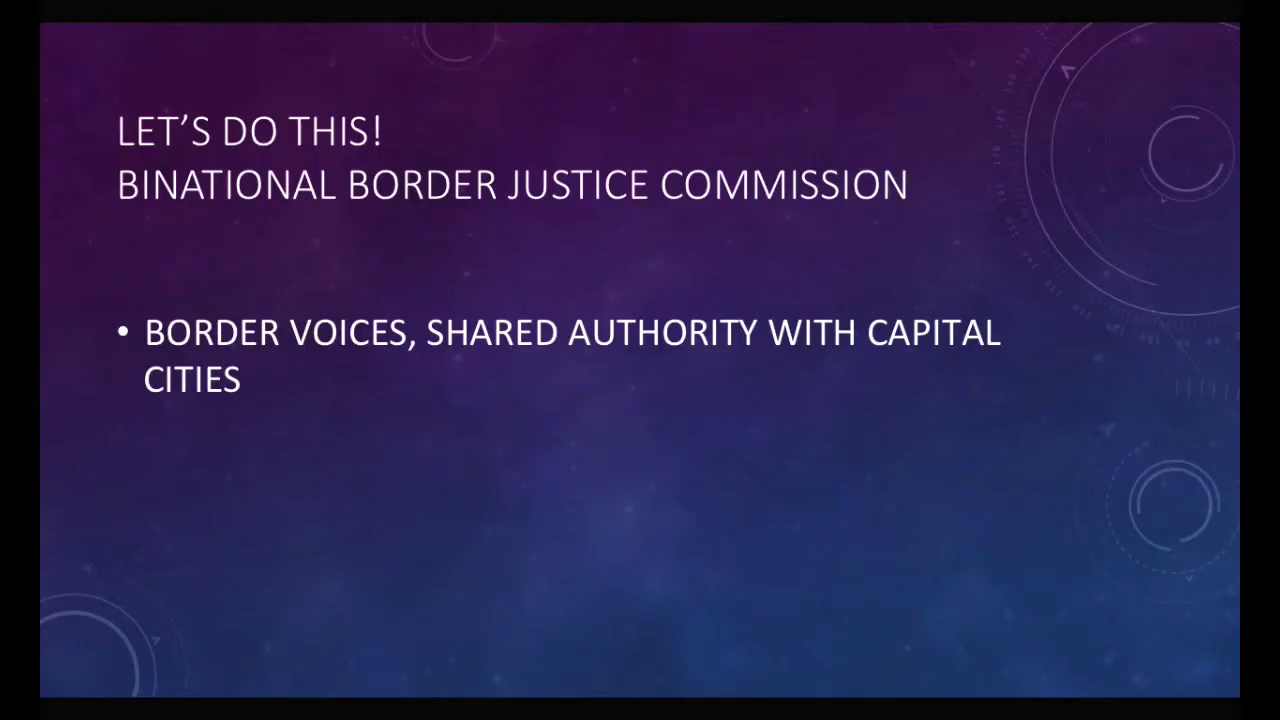 LET’S DO THIS!
BINATIONAL BORDER JUSTICE COMMISSION
• BORDER VOICES, SHARED AUTHORITY WITH CAPITAL
CITIES